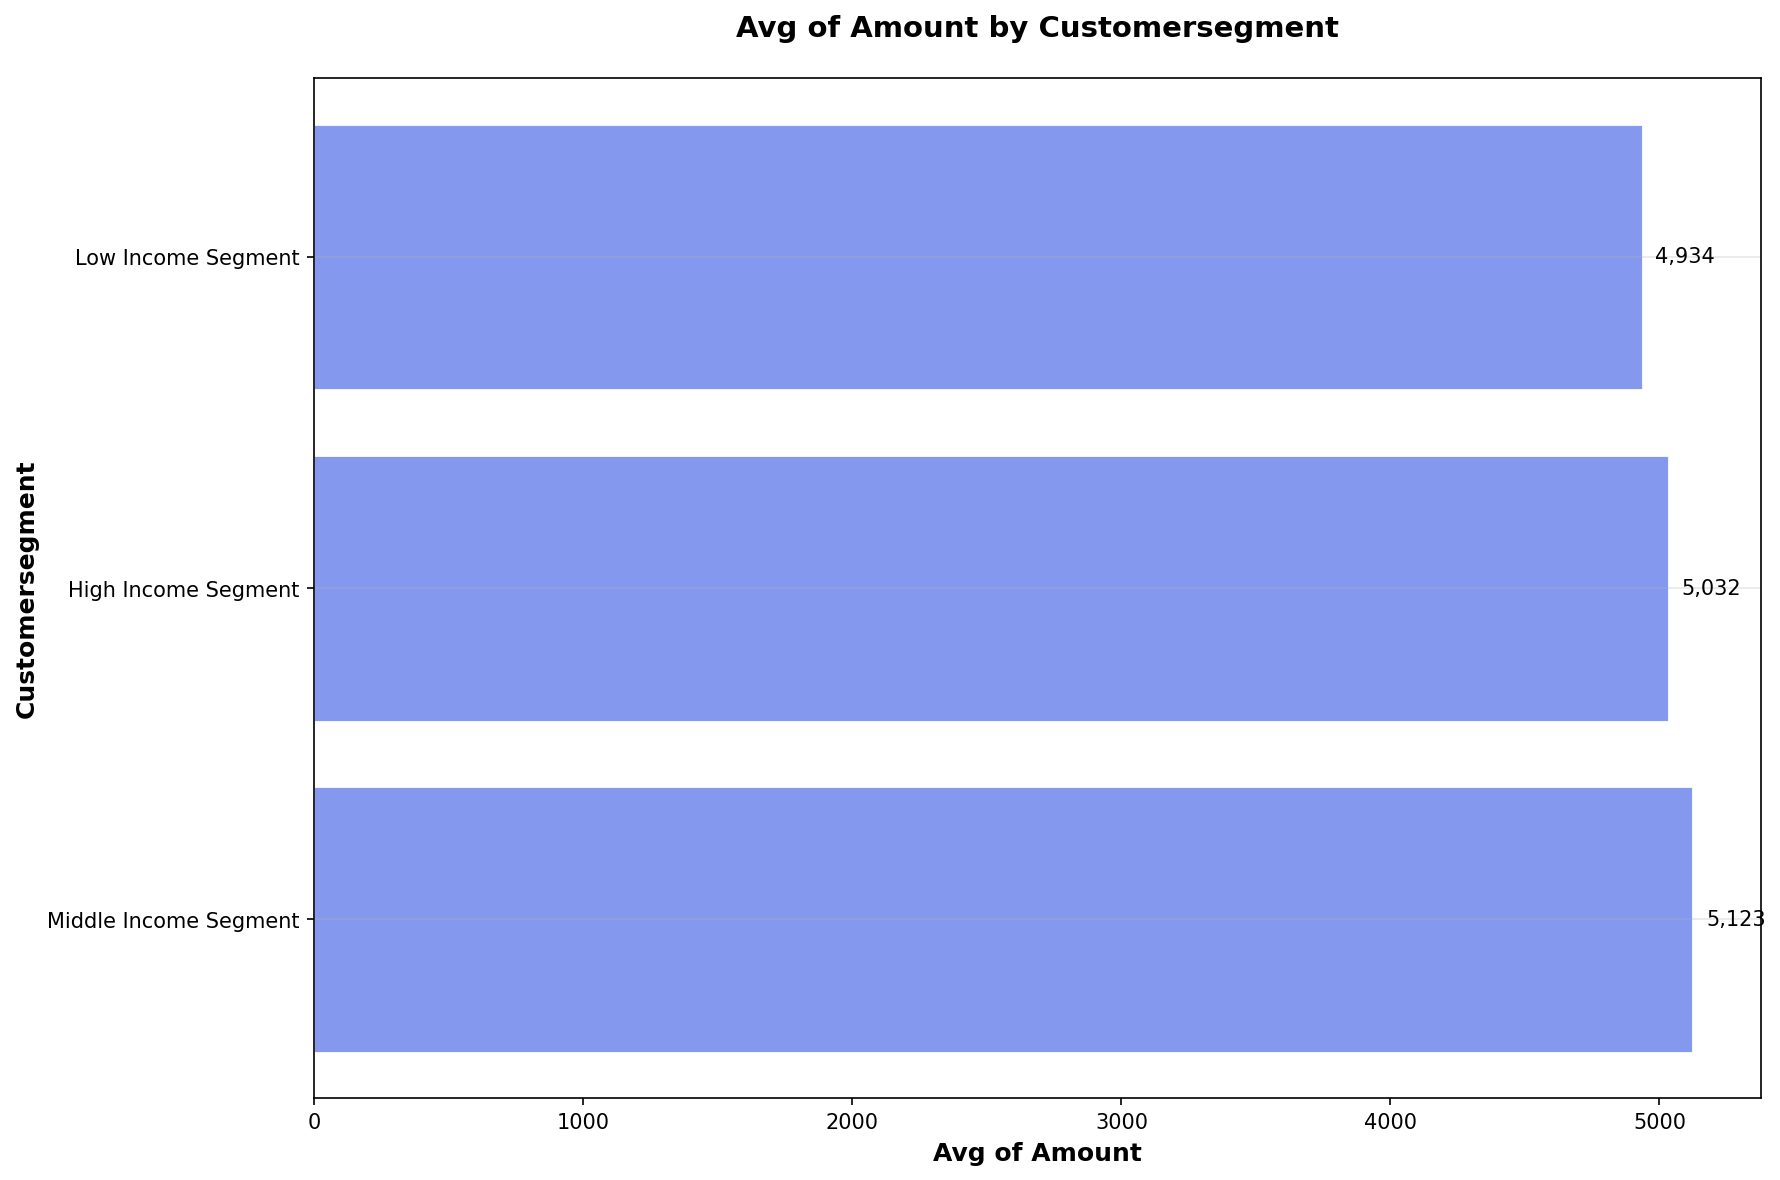 Avg of Amount by Customersegment
Customersegment
Low Income Segment
4,934
High Income Segment
5,032
Middle Income Segment
5,123
0
1000
2000
3000
4000
5000
Avg of Amount